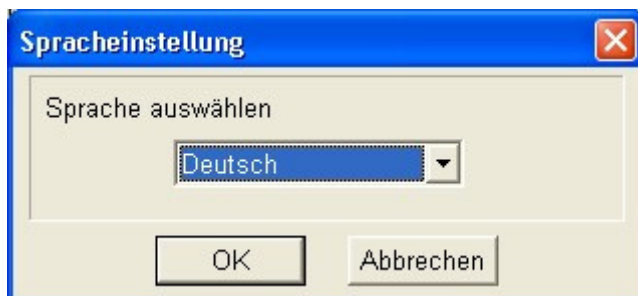 Spracheinstellung
Sprache auswählen
Deutsch
OK Abbrechen